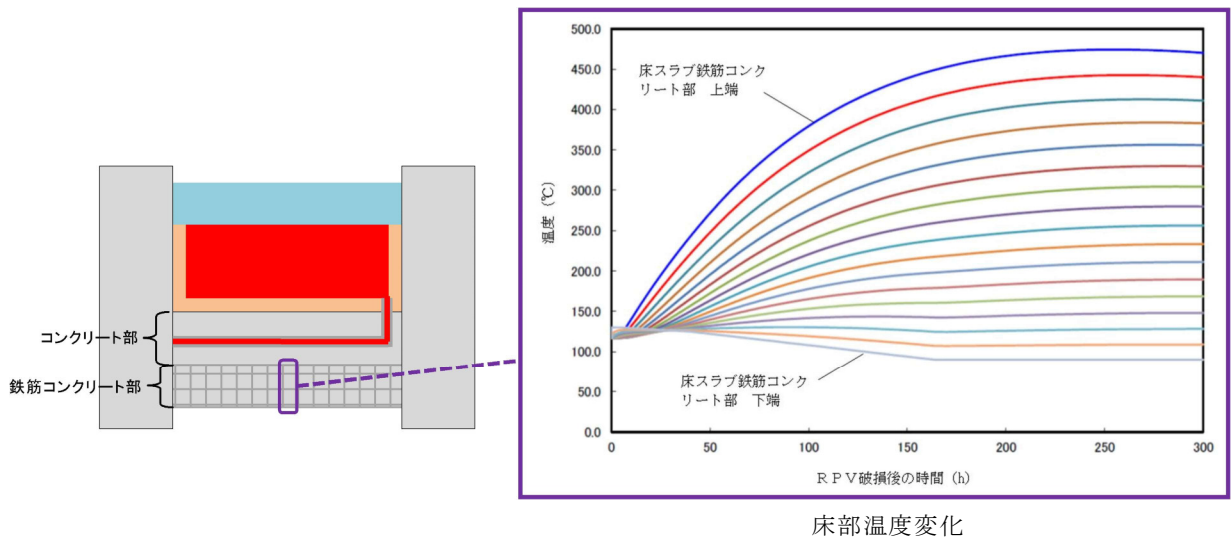 コンクリート部
鉄筋コンクリート部
500.0
450.0
400.0
350.0
300.0
250.0
200.0
150.0
100.0
50.0
0.0
温度 (℃)
床スラブ鉄筋コンク
リート部 上端
床スラブ鉄筋コンク
リート部 下端
0
50
100
150
200
250
300
RPV破損後の時間 (h)
床部温度変化